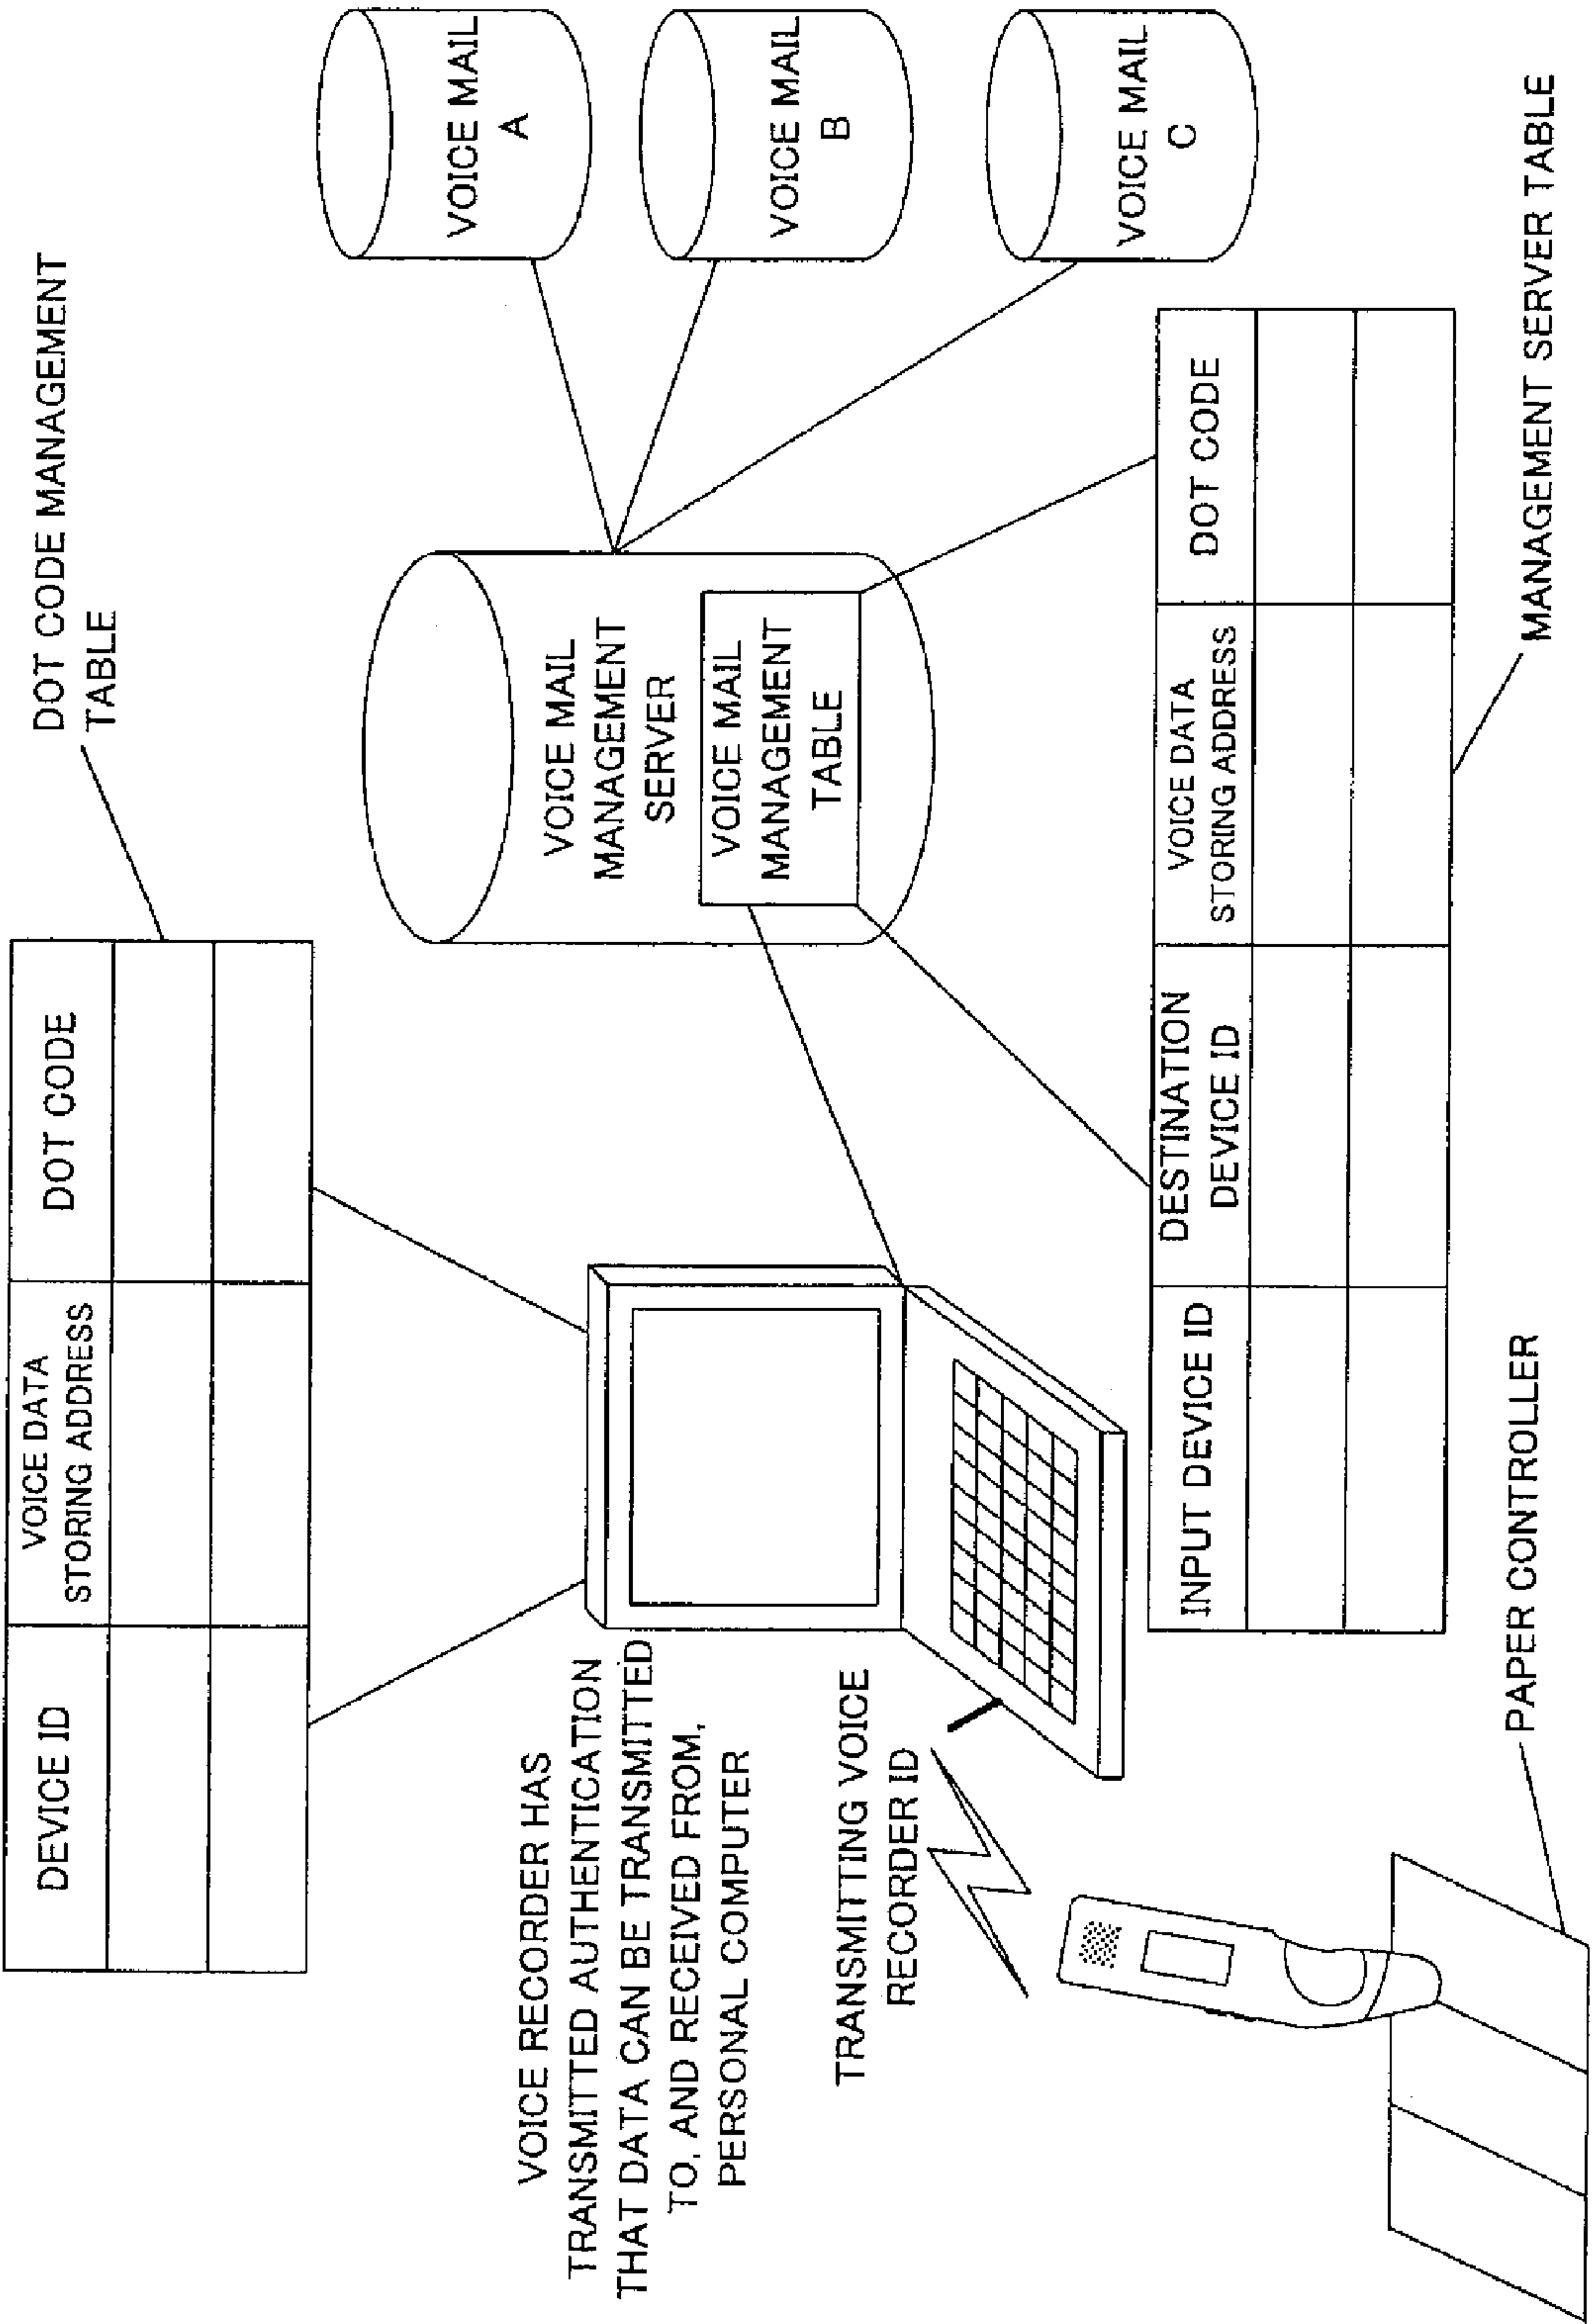 DOT CODE MANAGEMENT
TABLE
DEVICE ID
VOICE DATA
STORING ADDRESS
DOT CODE
VOICE RECORDER HAS
TRANSMITTED AUTHENTICATION
THAT DATA CAN BE TRANSMITTED
TO, AND RECEIVED FROM,
PERSONAL COMPUTER
VOICE MAIL
MANAGEMENT
SERVER
VOICE MAIL
MANAGEMENT
TABLE
VOICE MAIL
A
VOICE MAIL
B
VOICE MAIL
C
TRANSMITTING VOICE
RECORDER ID
INPUT DEVICE ID
DESTINATION
DEVICE ID
VOICE DATA
STORING ADDRESS
DOT CODE
PAPER CONTROLLER
MANAGEMENT SERVER TABLE